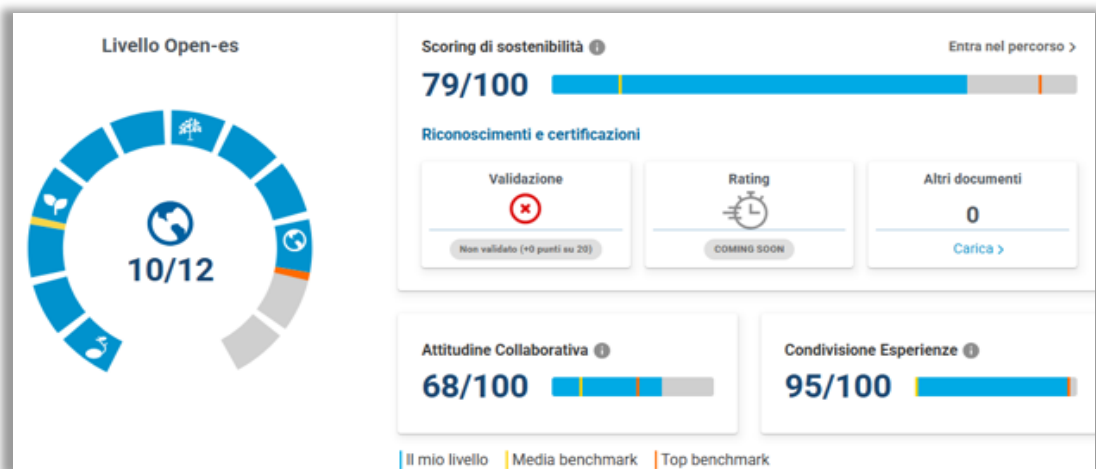 Livello Open-es
10/12
Scoring di sostenibilità
Entra nel percorso >
79/100
Riconoscimenti e certificazioni
Validazione
Non validato (+0 punti su 20)
Rating
COMING SOON
Altri documenti
0
Carica >
Attitudine Collaborativa
68/100
Condivisione Esperienze
95/100
Il mio livello
Media benchmark
Top benchmark